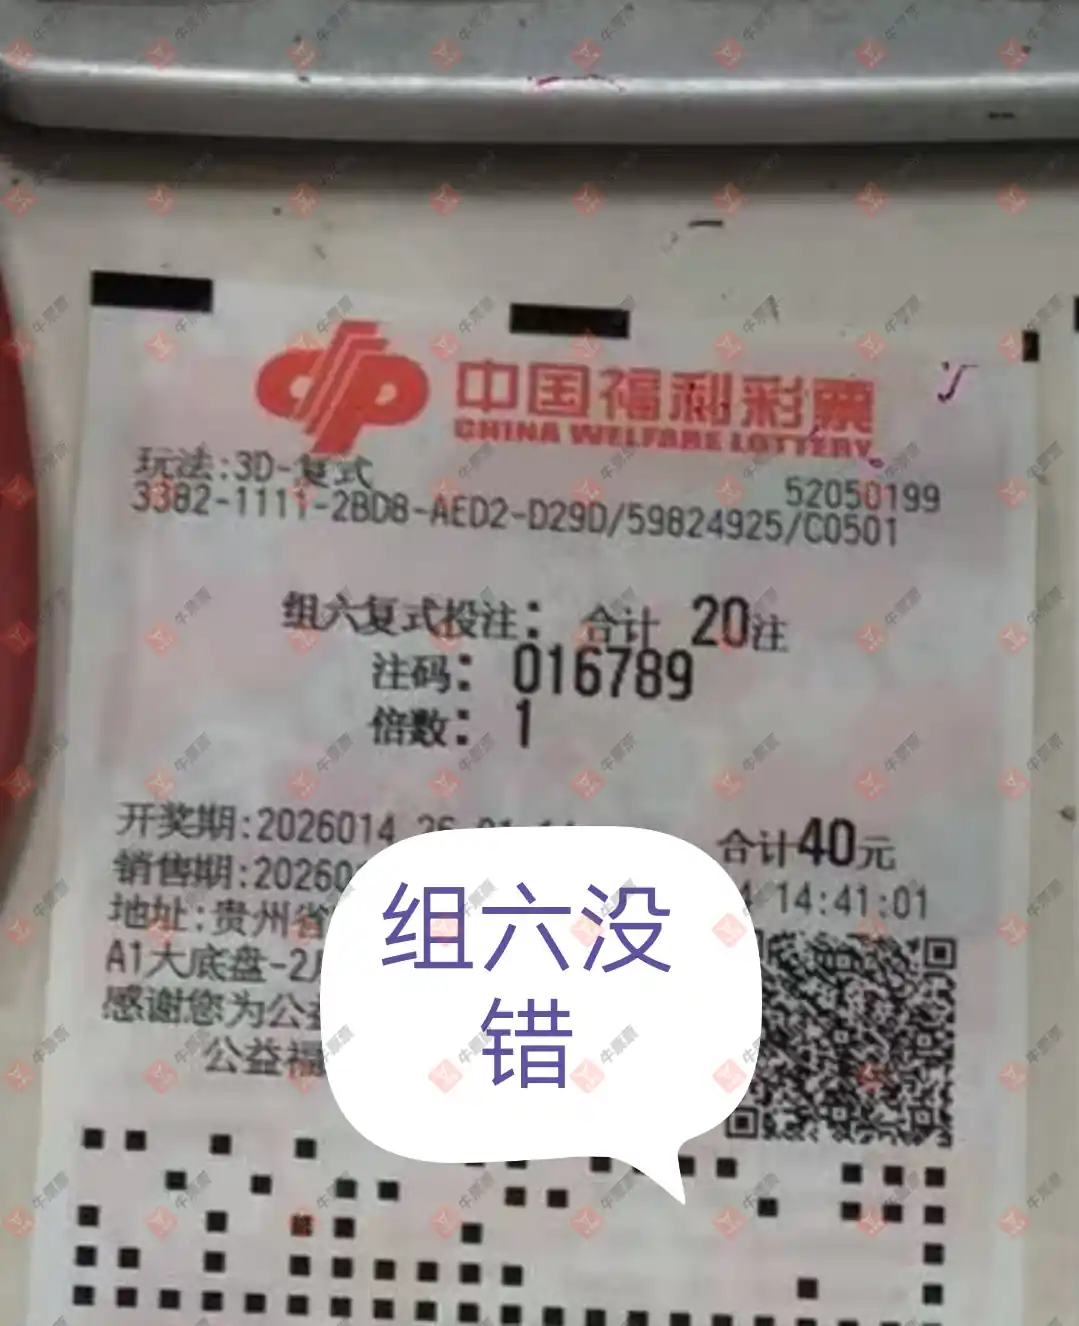 中国福利彩票
CHINA WELFARE LOTTERY
玩法:3D-复式
52050199
3382-1111-2BD8-AED2-D29D/59824925/C0501
组六复式投注: 合计 20注
注码: 016789
倍数: 1
开奖期:2026014
合计40元
销售期:20260
14:41:01
地址:贵州省
A1大底盘-2
感谢您为公益
公益福
组六没
错
牛票票